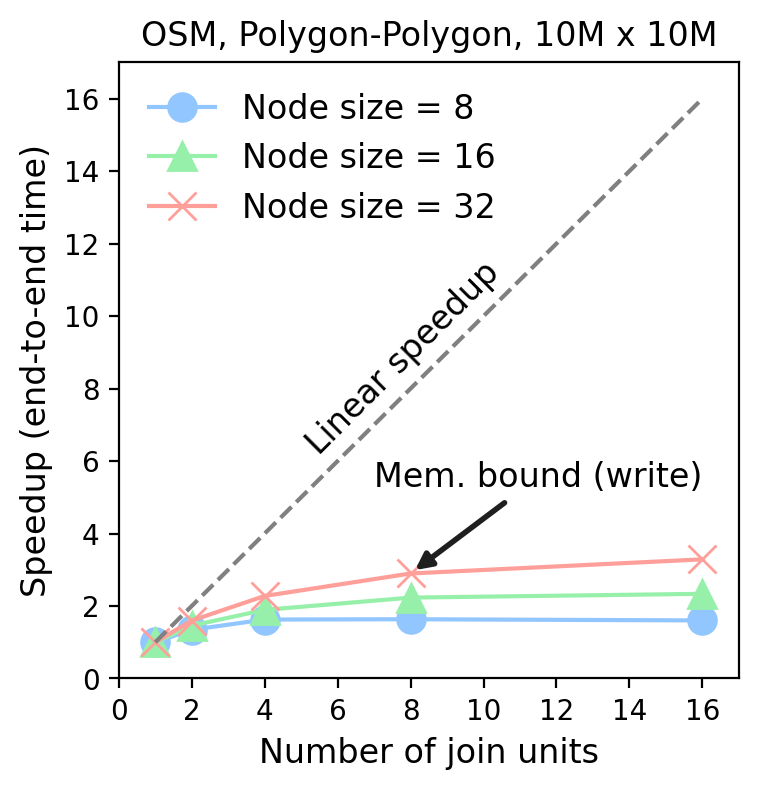 OSM, Polygon-Polygon, 10M x 10M
Node size = 8
Node size = 16
Node size = 32
Linear speedup
Mem. bound (write)
Speedup (end-to-end time)
16
14
12
10
8
6
4
2
0
0 2 4 6 8 10 12 14 16
Number of join units